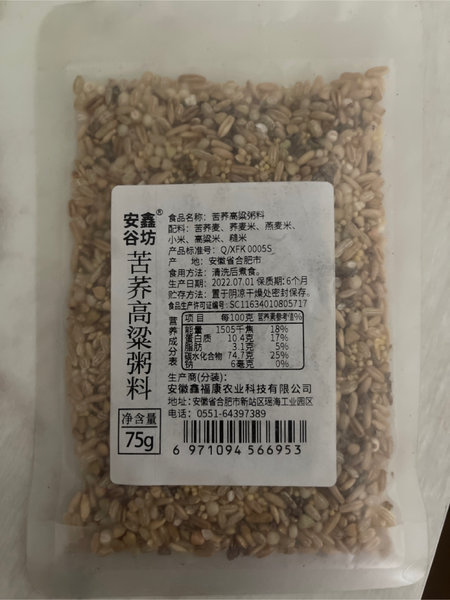 安鑫®
谷坊
苦荞高粱粥料
净含量
75g
食品名称：苦荞高粱粥料
配料：苦荞麦、荞麦米、燕麦米、
小米、高粱米、糙米
产品标准号：Q/XFK 0005S
产　地：安徽省合肥市
食用方法：清洗后煮食。
生产日期：2022.07.01 保质期：6个月
贮存方法：置于阴凉干燥处密封保存。
食品生产许可证编号：SC11634010805717
营养成分表
项目 每100克 营养素参考值%
能量 1505千焦 18%
蛋白质 10.4克 17%
脂肪 3.1克 5%
碳水化合物 74.7克 25%
钠 6毫克 0%
生产商(分装)：
安徽鑫福康农业科技有限公司
地址：安徽省合肥市新站区瑶海工业园区
电话：0551-64397389
6 971094 566953